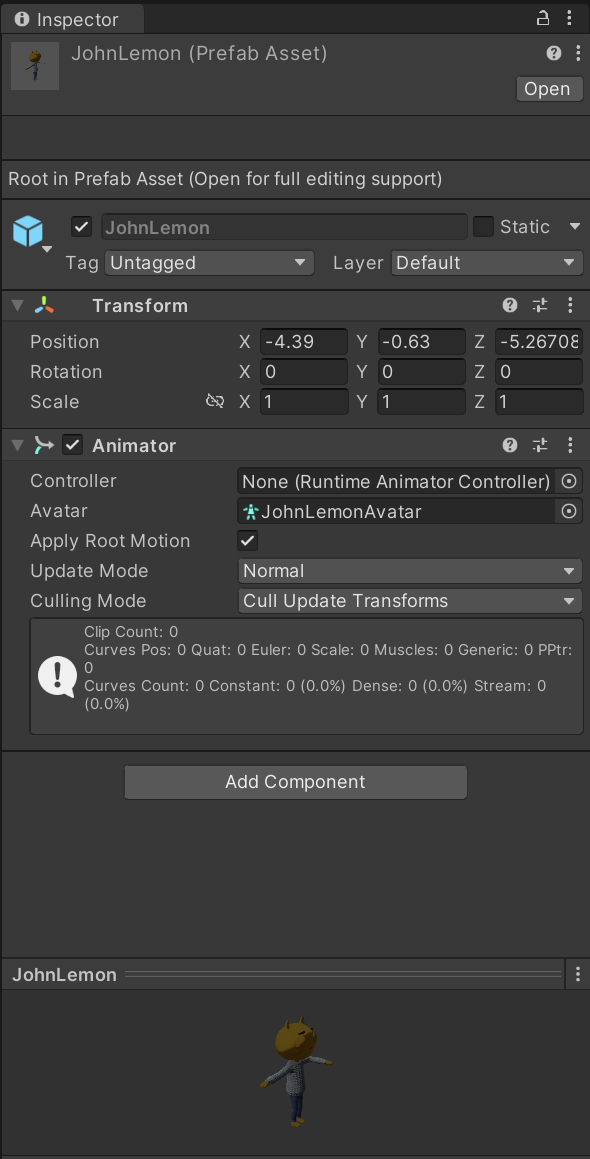 Inspector
JohnLemon (Prefab Asset)
Open
Root in Prefab Asset (Open for full editing support)
JohnLemon Static
Tag Untagged Layer Default
Transform
Position X -4.39 Y -0.63 Z -5.26708
Rotation X 0 Y 0 Z 0
Scale X 1 Y 1 Z 1
Animator
Controller None (Runtime Animator Controller)
Avatar JohnLemonAvatar
Apply Root Motion
Update Mode Normal
Culling Mode Cull Update Transforms
Clip Count: 0
Curves Pos: 0 Quat: 0 Euler: 0 Scale: 0 Muscles: 0 Generic: 0 PPtr:
0
Curves Count: 0 Constant: 0 (0.0%) Dense: 0 (0.0%) Stream: 0
(0.0%)
Add Component
JohnLemon